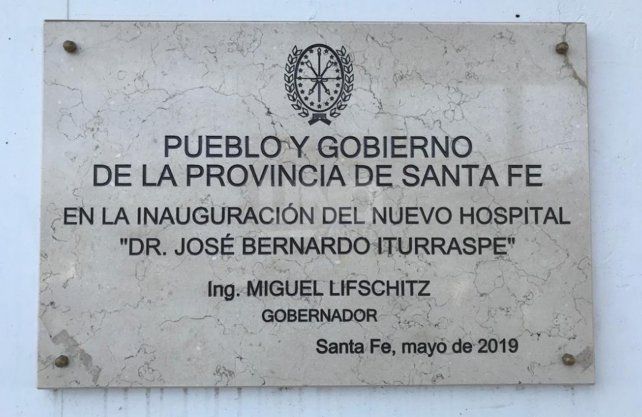 PUEBLO Y GOBIERNO
DE LA PROVINCIA DE SANTA FE
EN LA INAUGURACIÓN DEL NUEVO HOSPITAL
"DR. JOSÉ BERNARDO ITURRASPE"
Ing. MIGUEL LIFSCHITZ
GOBERNADOR
Santa Fe, mayo de 2019